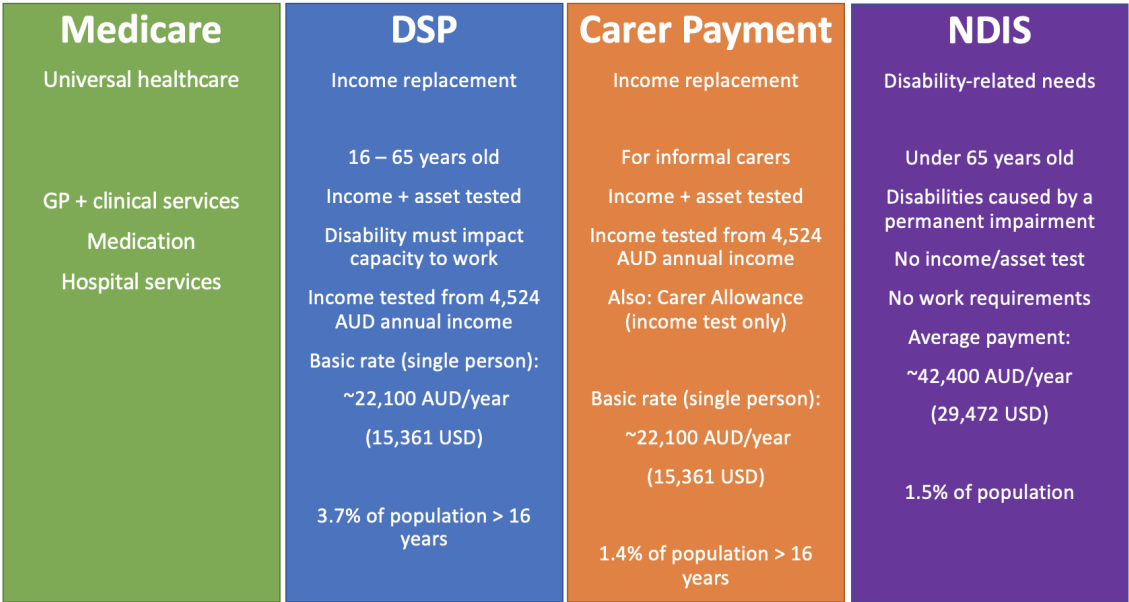 Medicare
Universal healthcare
GP + clinical services
Medication
Hospital services
DSP
Income replacement
16 – 65 years old
Income + asset tested
Disability must impact
capacity to work
Income tested from 4,524
AUD annual income
Basic rate (single person):
~22,100 AUD/year
(15,361 USD)
3.7% of population > 16
years
Carer Payment
Income replacement
For informal carers
Income + asset tested
Income tested from 4,524
AUD annual income
Also: Carer Allowance
(income test only)
Basic rate (single person):
~22,100 AUD/year
(15,361 USD)
1.4% of population > 16
years
NDIS
Disability-related needs
Under 65 years old
Disabilities caused by a
permanent impairment
No income/asset test
No work requirements
Average payment:
~42,400 AUD/year
(29,472 USD)
1.5% of population